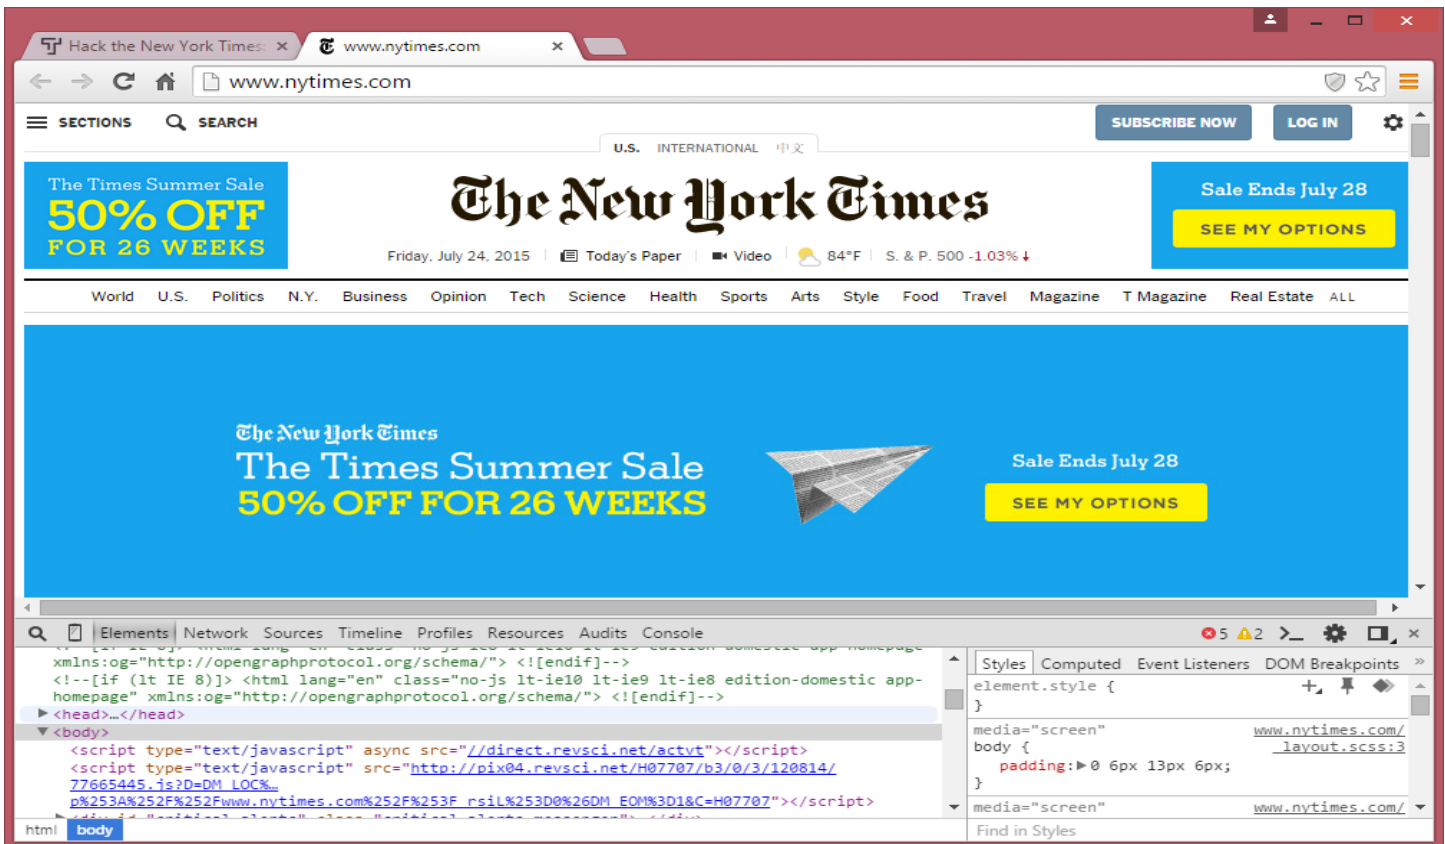 Hack the New York Times:
www.nytimes.com
www.nytimes.com
SECTIONS SEARCH SUBSCRIBE NOW LOG IN
U.S. INTERNATIONAL 中文
The Times Summer Sale
50% OFF
FOR 26 WEEKS
The New York Times
Sale Ends July 28
SEE MY OPTIONS
Friday, July 24, 2015 Today's Paper Video 84°F S. & P. 500 -1.03%
World U.S. Politics N.Y. Business Opinion Tech Science Health Sports Arts Style Food Travel Magazine T Magazine Real Estate ALL
The New York Times
The Times Summer Sale
50% OFF FOR 26 WEEKS
Sale Ends July 28
SEE MY OPTIONS
Elements Network Sources Timeline Profiles Resources Audits Console 5 2
xmlns:og="http://opengraphprotocol.org/schema/"> <![endif]-->
<!--[if (lt IE 8)]> <html lang="en" class="no-js lt-ie10 lt-ie9 lt-ie8 edition-domestic app-
homepage" xmlns:og="http://opengraphprotocol.org/schema/"> <![endif]-->
<head>…</head>
<body>
<script type="text/javascript" async src="//direct.revsci.net/actvt"></script>
<script type="text/javascript" src="http://pix04.revsci.net/H07707/b3/0/3/120814/
77665445.js?D=DM_LOC%…
p%253A%252F%252Fwww.nytimes.com%252F%253F_rsiL%253D0%26DM_EOM%3D1&C=H07707"></script>
html body
Styles Computed Event Listeners DOM Breakpoints »
element.style {
}
media="screen" www.nytimes.com/
body { _layout.scss:3
padding: 0 6px 13px 6px;
}
media="screen" www.nytimes.com/
Find in Styles